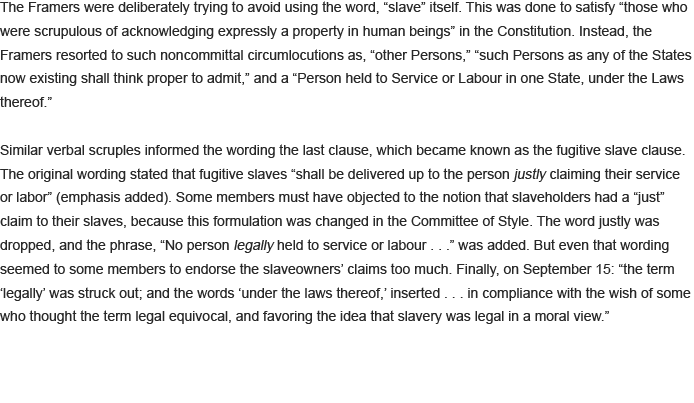 The Framers were deliberately trying to avoid using the word, “slave” itself. This was done to satisfy “those who
were scrupulous of acknowledging expressly a property in human beings” in the Constitution. Instead, the
Framers resorted to such noncommittal circumlocutions as, “other Persons,” “such Persons as any of the States
now existing shall think proper to admit,” and a “Person held to Service or Labour in one State, under the Laws
thereof.”
Similar verbal scruples informed the wording the last clause, which became known as the fugitive slave clause.
The original wording stated that fugitive slaves “shall be delivered up to the person justly claiming their service
or labor” (emphasis added). Some members must have objected to the notion that slaveholders had a “just”
claim to their slaves, because this formulation was changed in the Committee of Style. The word justly was
dropped, and the phrase, “No person legally held to service or labour . . .” was added. But even that wording
seemed to some members to endorse the slaveowners’ claims too much. Finally, on September 15: “the term
‘legally’ was struck out; and the words ‘under the laws thereof,’ inserted . . . in compliance with the wish of some
who thought the term legal equivocal, and favoring the idea that slavery was legal in a moral view.”